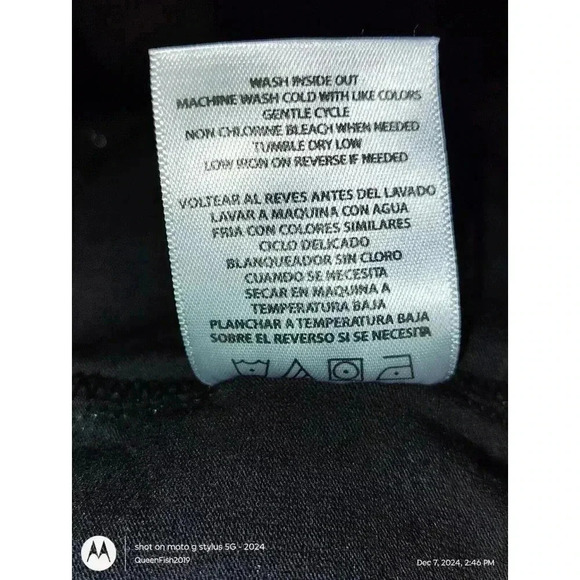 WASH INSIDE OUT
MACHINE WASH COLD WITH LIKE COLORS
GENTLE CYCLE
NON CHLORINE BLEACH WHEN NEEDED
TUMBLE DRY LOW
LOW IRON ON REVERSE IF NEEDED
VOLTEAR AL REVES ANTES DEL LAVADO
LAVAR A MAQUINA CON AGUA
FRIA CON COLORES SIMILARES
CICLO DELICADO
BLANQUEADOR SIN CLORO
CUANDO SE NECESITA
SECAR EN MAQUINA A
TEMPERATURA BAJA
PLANCHAR A TEMPERATURA BAJA
SOBRE EL REVERSO SI SE NECESITA
shot on moto g stylus 5G - 2024
QueenFish2019
Dec 7, 2024, 2:46 PM